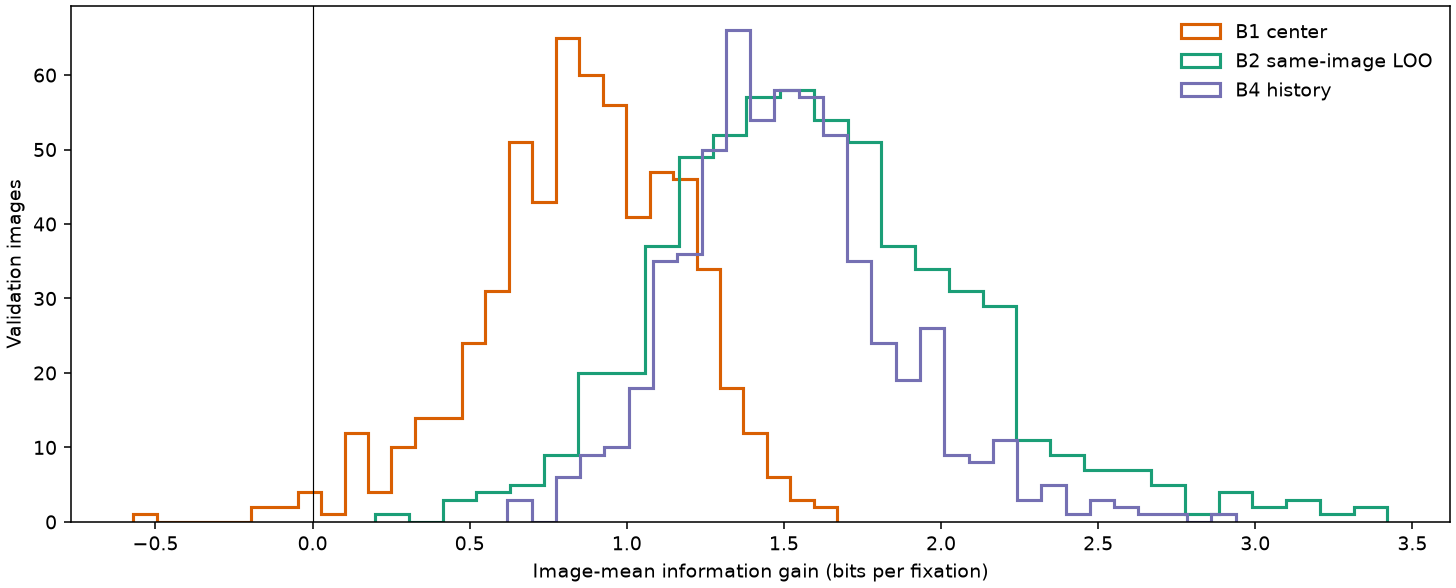 B1 center
B2 same-image LOO
B4 history
Validation images
60
50
40
30
20
10
0
−0.5 0.0 0.5 1.0 1.5 2.0 2.5 3.0 3.5
Image-mean information gain (bits per fixation)